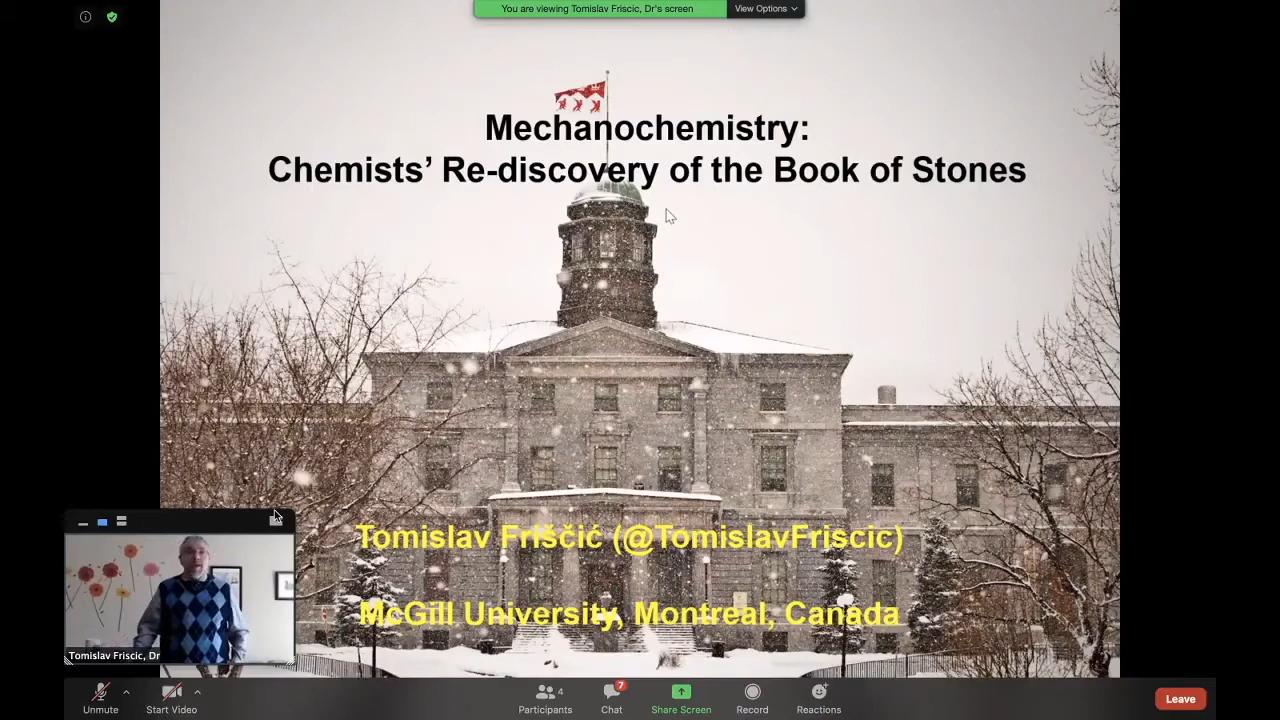 You are viewing Tomislav Friscic, Dr's screen
View Options
Mechanochemistry:
Chemists’ Re-discovery of the Book of Stones
Tomislav Friščić (@TomislavFriscic)
McGill University, Montreal, Canada
Tomislav Friscic, Dr
Unmute
Start Video
4
Participants
7
Chat
Share Screen
Record
Reactions
Leave